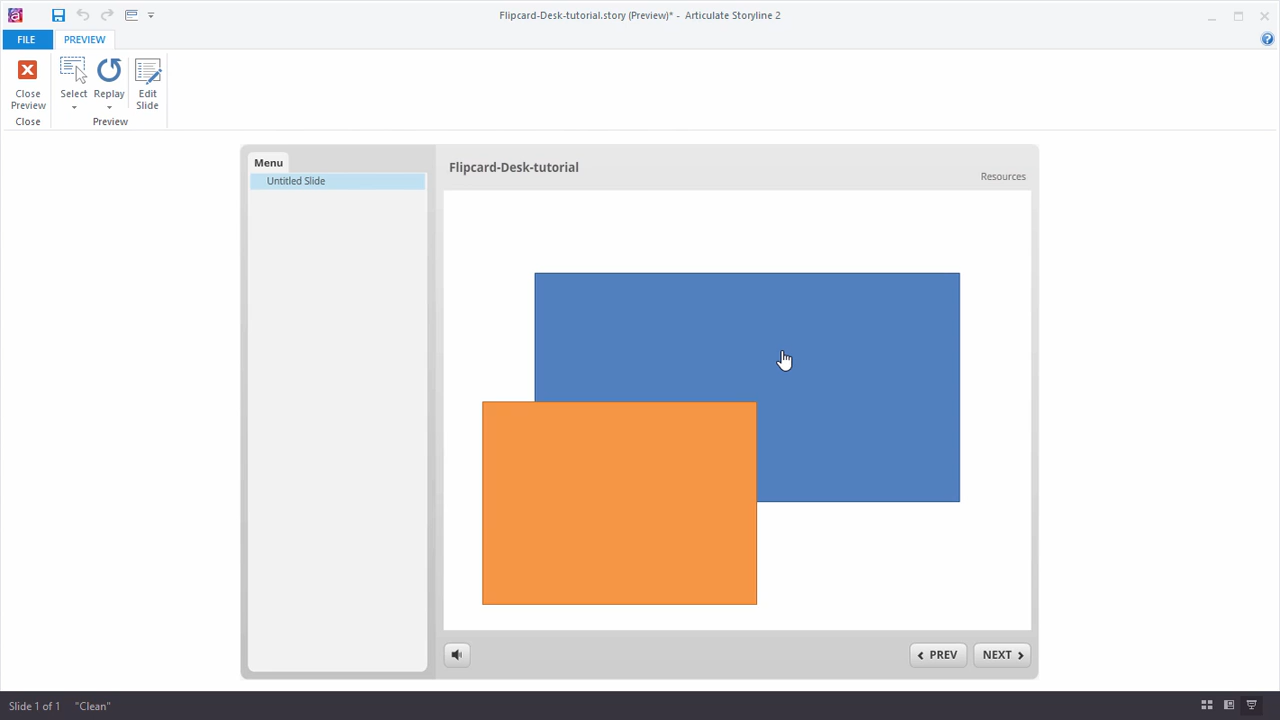 Flipcard-Desk-tutorial.story (Preview)* - Articulate Storyline 2
FILE
PREVIEW
Close Preview
Select
Replay
Edit Slide
Close
Preview
Menu
Untitled Slide
Flipcard-Desk-tutorial
Resources
PREV
NEXT
Slide 1 of 1
"Clean"